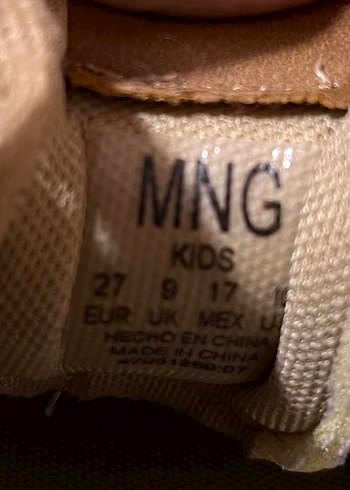 MNG
KIDS
27 9 17
EUR UK MEX
HECHO EN CHINA
MADE IN CHINA